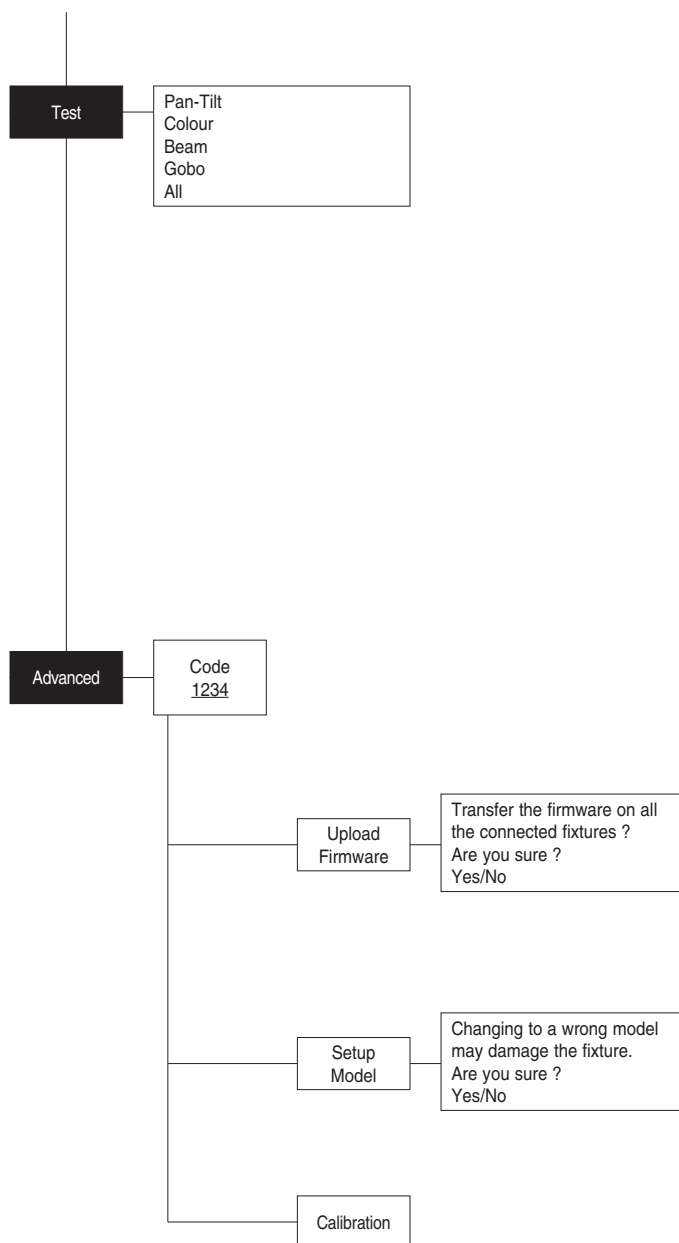 Test
Pan-Tilt
Colour
Beam
Gobo
All
Advanced
Code
1234
Upload
Firmware
Transfer the firmware on all
the connected fixtures ?
Are you sure ?
Yes/No
Setup
Model
Changing to a wrong model
may damage the fixture.
Are you sure ?
Yes/No
Calibration